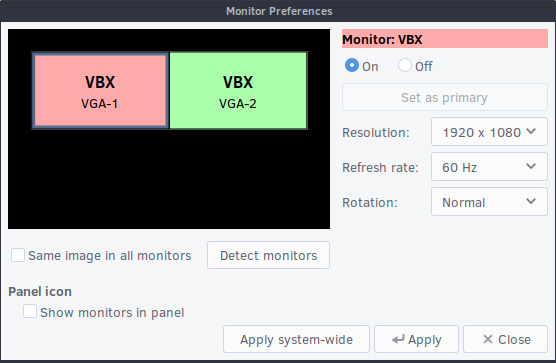 Monitor Preferences
VBX
VGA-1
VBX
VGA-2
Monitor: VBX
On
Off
Set as primary
Resolution:
1920 x 1080
Refresh rate:
60 Hz
Rotation:
Normal
Same image in all monitors
Detect monitors
Panel icon
Show monitors in panel
Apply system-wide
Apply
Close